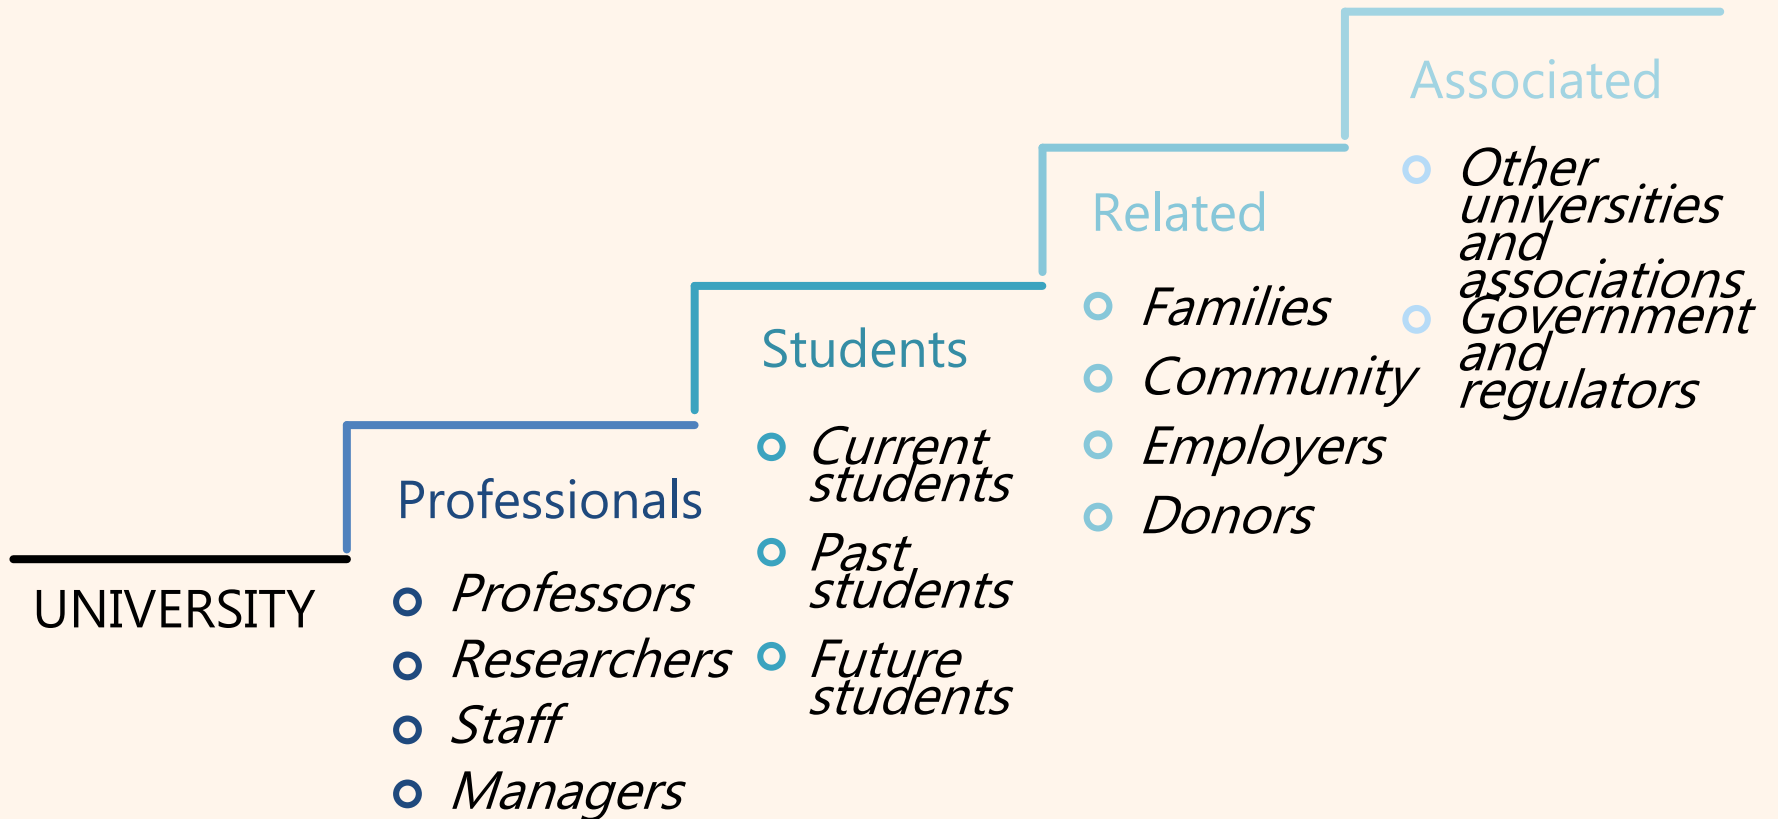 UNIVERSITY
Professionals
Professors
Researchers
Staff
Managers
Students
Current
students
Past
students
Future
students
Related
Families
Community
Employers
Donors
Associated
Other
universities
and
associations
Government
and
regulators